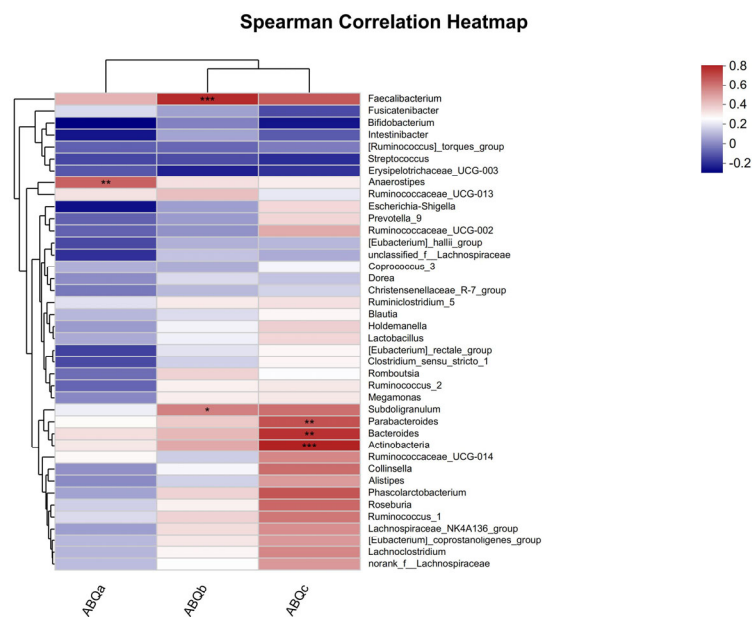 Spearman Correlation Heatmap
0.8
0.6
0.4
0.2
0
-0.2
Faecalibacterium
***
Fusicatenibacter
Bifidobacterium
Intestinibacter
[Ruminococcus]_torques_group
Streptococcus
Erysipelotrichaceae_UCG-003
Anaerostipes
**
Ruminococcaceae_UCG-013
Escherichia-Shigella
Prevotella_9
Ruminococcaceae_UCG-002
[Eubacterium]_hallii_group
unclassified_f__Lachnospiraceae
Coprococcus_3
Dorea
Christensenellaceae_R-7_group
Ruminiclostridium_5
Blautia
Holdemanella
Lactobacillus
[Eubacterium]_rectale_group
Clostridium_sensu_stricto_1
Romboutsia
Ruminococcus_2
Megamonas
Subdoligranulum
*
Parabacteroides
**
Bacteroides
**
Actinobacteria
***
Ruminococcaceae_UCG-014
Collinsella
Alistipes
Phascolarctobacterium
Roseburia
Ruminococcus_1
Lachnospiraceae_NK4A136_group
[Eubacterium]_coprostanoligenes_group
Lachnoclostridium
norank_f__Lachnospiraceae
ABQa
ABQb
ABQc